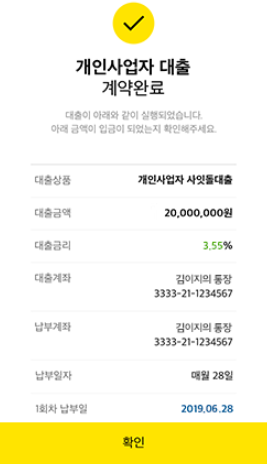 개인사업자 대출
계약완료
대출이 아래와 같이 실행되었습니다.
아래 금액이 입금이 되었는지 확인해주세요.
대출상품 개인사업자 사잇돌대출
대출금액 20,000,000원
대출금리 3.55%
대출계좌 김이지의 통장
3333-21-1234567
납부계좌 김이지의 통장
3333-21-1234567
납부일자 매월 28일
1회차 납부일 2019.06.28
확인